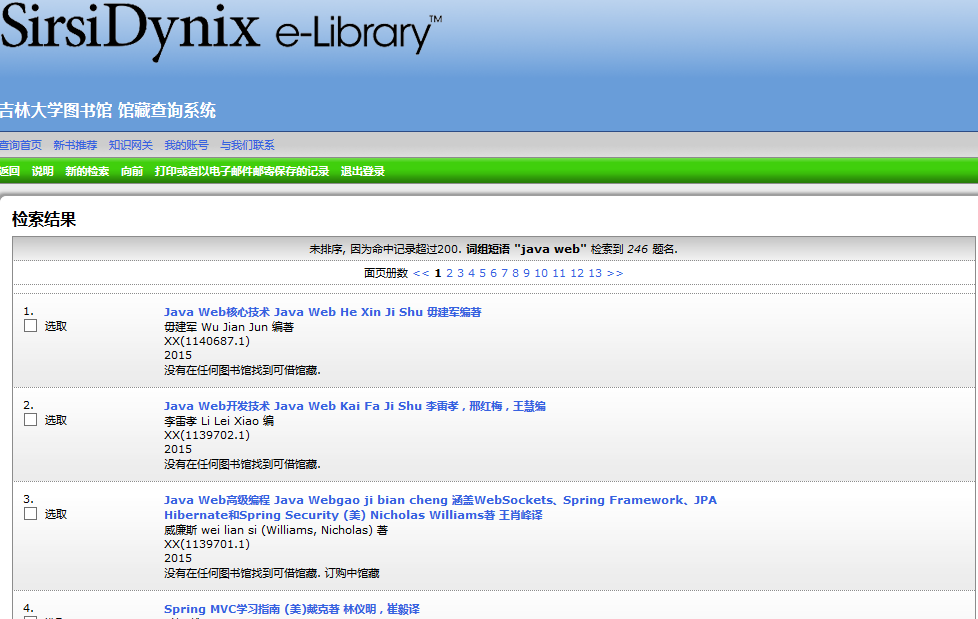 SirsiDynix e-Library™
吉林大学图书馆 馆藏查询系统
查询首页 新书推荐 知识网关 我的账号 与我们联系
返回 说明 新的检索 向前 打印或者以电子邮件邮寄保存的记录 退出登录
检索结果
未排序, 因为命中记录超过200. 词组短语 "java web" 检索到 246 题名.
面页册数 << 1 2 3 4 5 6 7 8 9 10 11 12 13 >>
1.
选取
Java Web核心技术 Java Web He Xin Ji Shu 毋建军编著
毋建军 Wu Jian Jun 编著
XX(1140687.1)
2015
没有在任何图书馆找到可借馆藏.
2.
选取
Java Web开发技术 Java Web Kai Fa Ji Shu 李雷孝，邢红梅，王慧编
李雷孝 Li Lei Xiao 编
XX(1139702.1)
2015
没有在任何图书馆找到可借馆藏.
3.
选取
Java Web高级编程 Java Webgao ji bian cheng 涵盖WebSockets、Spring Framework、JPA
Hibernate和Spring Security (美) Nicholas Williams著 王肖峰译
威廉斯 wei lian si (Williams, Nicholas) 著
XX(1139701.1)
2015
没有在任何图书馆找到可借馆藏. 订购中馆藏
4.
Spring MVC学习指南 (美)戴克著 林仪明，崔毅译